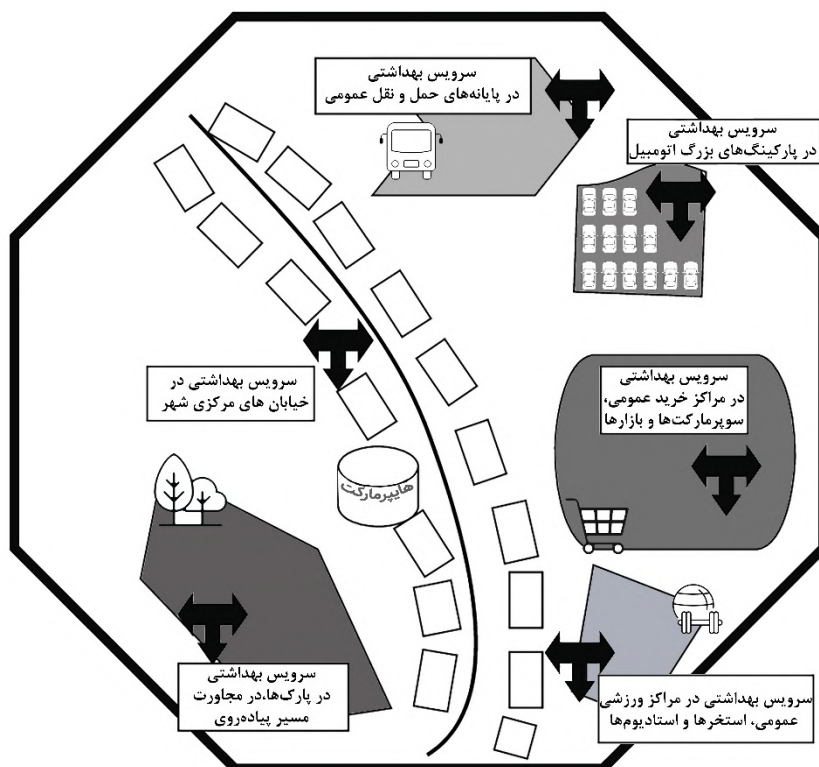 سرویس بهداشتی
در پایانه‌های حمل و نقل عمومی
سرویس بهداشتی
در پارکینگ‌های بزرگ اتومبیل
سرویس بهداشتی در
خیابان های مرکزی شهر
سرویس بهداشتی
در مراکز خرید عمومی،
سوپرمارکت‌ها و بازارها
هایپرمارکت
سرویس بهداشتی
در پارک‌ها،در مجاورت
مسیر پیاده‌روی
سرویس بهداشتی در مراکز ورزشی
عمومی، استخرها و استادیوم‌ها